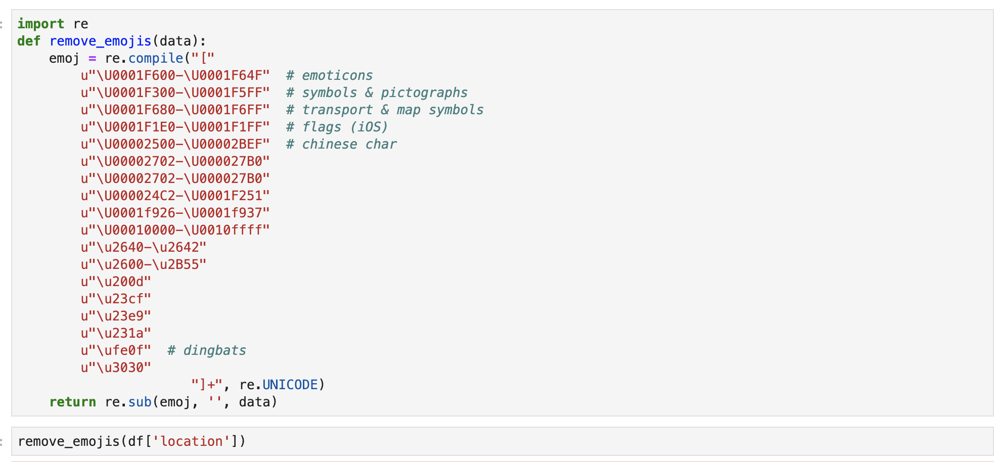 import re
def remove_emojis(data):
    emoj = re.compile("["
        u"\U0001F600-\U0001F64F"  # emoticons
        u"\U0001F300-\U0001F5FF"  # symbols & pictographs
        u"\U0001F680-\U0001F6FF"  # transport & map symbols
        u"\U0001F1E0-\U0001F1FF"  # flags (iOS)
        u"\U00002500-\U00002BEF"  # chinese char
        u"\U00002702-\U000027B0"
        u"\U00002702-\U000027B0"
        u"\U000024C2-\U0001F251"
        u"\U0001f926-\U0001f937"
        u"\U00010000-\U0010ffff"
        u"\u2640-\u2642"
        u"\u2600-\u2B55"
        u"\u200d"
        u"\u23cf"
        u"\u23e9"
        u"\u231a"
        u"\ufe0f"  # dingbats
        u"\u3030"
                      "]+", re.UNICODE)
    return re.sub(emoj, '', data)
remove_emojis(df['location'])